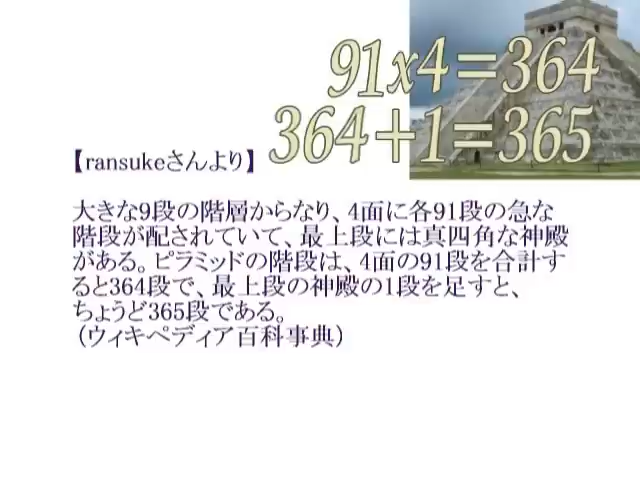 91x4=364
364+1=365
【ransukeさんより】
大きな9段の階層からなり、4面に各91段の急な
階段が配されていて、最上段には真四角な神殿
がある。ピラミッドの階段は、4面の91段を合計す
ると364段で、最上段の神殿の1段を足すと、
ちょうど365段である。
（ウィキペディア百科事典）